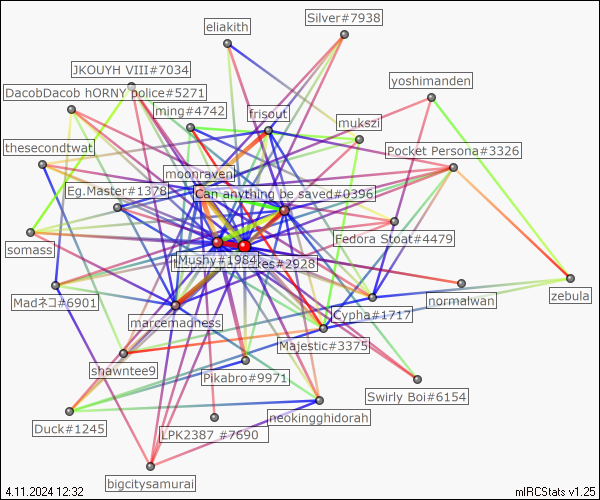 Silver#7938
eliakith
JKOUYH VIII#7034
yoshimanden
DacobDacob hORNY police#5271
ming#4742
frisout
mukszi
thesecondtwat
Pocket Persona#3326
moonraven
Eg.Master#1378
Can anything be saved#0396
Fedora Stoat#4479
somass
Mushy#1984
kes#2928
zebula
Madネコ#6901
normalwan
Cypha#1717
marcemadness
Majestic#3375
shawntee9
Pikabro#9971
Swirly Boi#6154
neokingghidorah
Duck#1245
LPK2387 #7690
bigcitysamurai
4.11.2024 12:32
mIRCStats v1.25